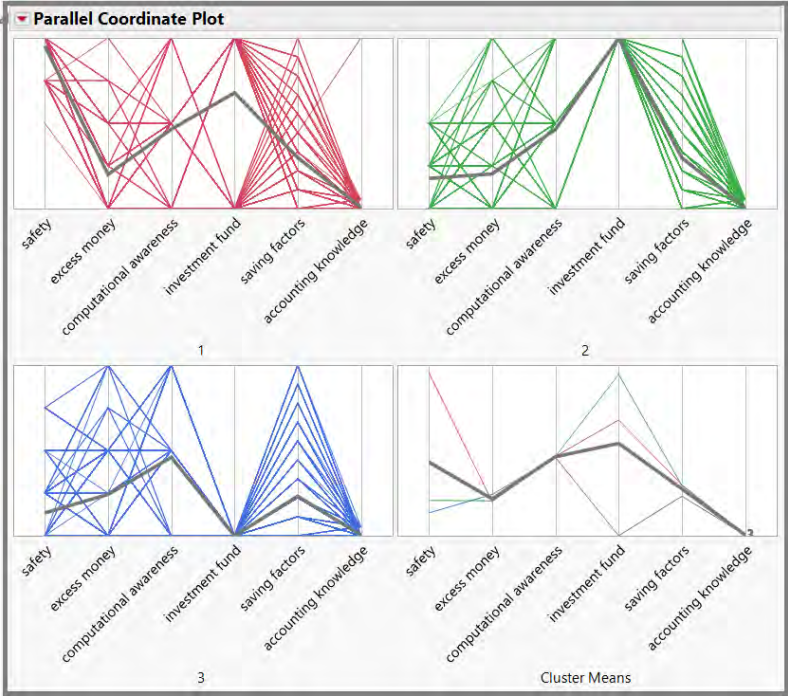 Parallel Coordinate Plot
safety
excess money
computational awareness
investment fund
saving factors
accounting knowledge
1
safety
excess money
computational awareness
investment fund
saving factors
accounting knowledge
2
safety
excess money
computational awareness
investment fund
saving factors
accounting knowledge
3
3
safety
excess money
computational awareness
investment fund
saving factors
accounting knowledge
Cluster Means